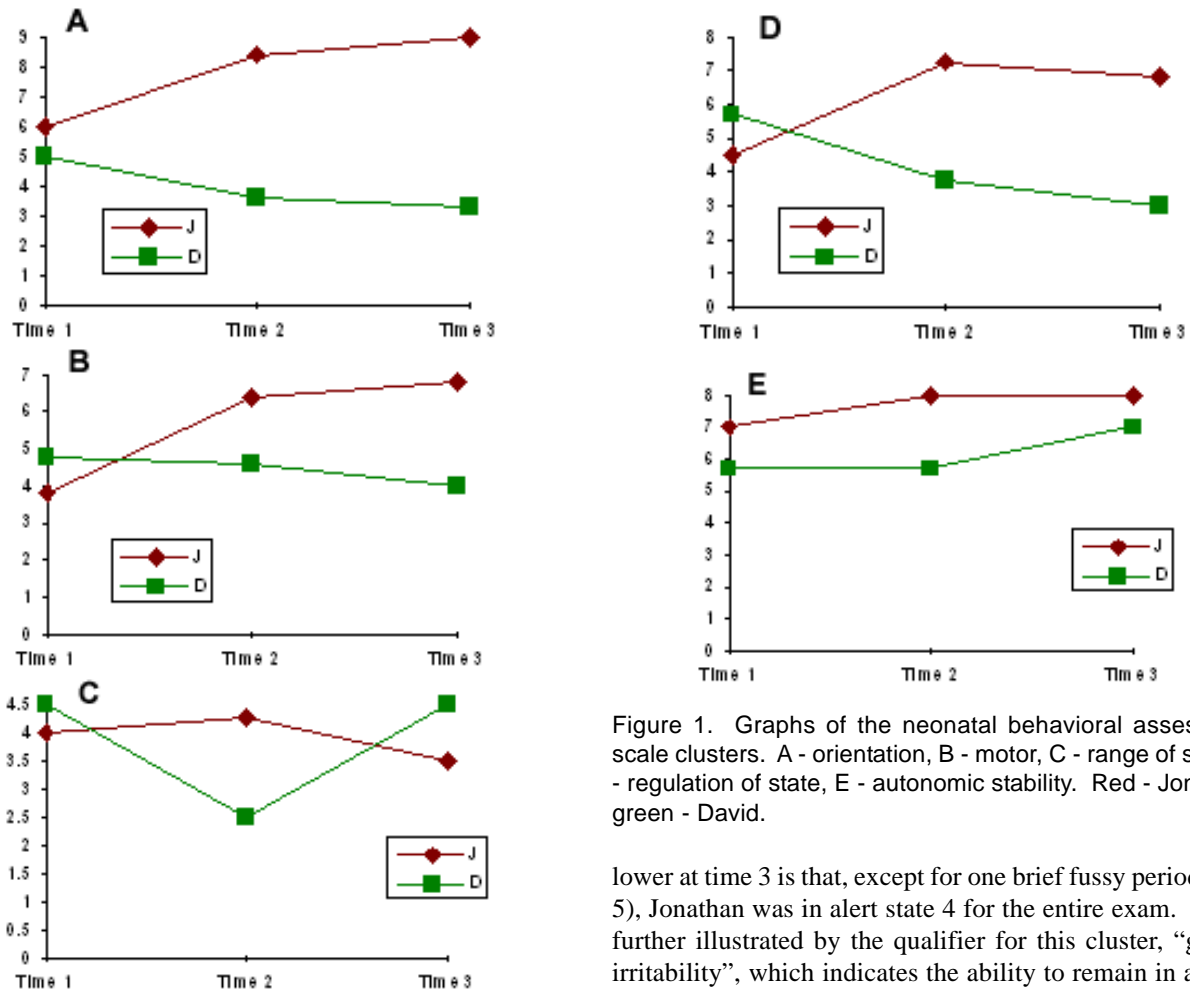 A
9
8
7
6
5
4
3
2
1
0
J
D
Time 1 Time 2 Time 3
B
7
6
5
4
3
2
1
0
J
D
Time 1 Time 2 Time 3
C
4.5
4
3.5
3
2.5
2
1.5
1
0.5
0
J
D
Time 1 Time 2 Time 3
D
8
7
6
5
4
3
2
1
0
J
D
Time 1 Time 2 Time 3
E
8
7
6
5
4
3
2
1
0
J
D
Time 1 Time 2 Time 3
Figure 1. Graphs of the neonatal behavioral asses
scale clusters. A - orientation, B - motor, C - range of s
- regulation of state, E - autonomic stability. Red - Jon
green - David.
lower at time 3 is that, except for one brief fussy period
5), Jonathan was in alert state 4 for the entire exam.
further illustrated by the qualifier for this cluster, “g
irritability”, which indicates the ability to remain in a